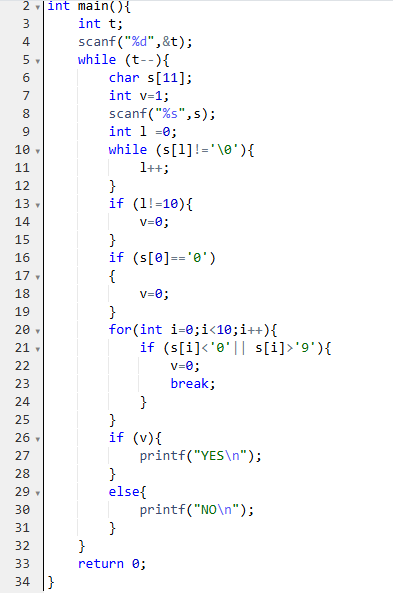 2 int main(){
3 int t;
4 scanf("%d",&t);
5 while (t--){
6 char s[11];
7 int v=1;
8 scanf("%s",s);
9 int l =0;
10 while (s[l]!='\0'){
11 l++;
12 }
13 if (l!=10){
14 v=0;
15 }
16 if (s[0]=='0')
17 {
18 v=0;
19 }
20 for(int i=0;i<10;i++){
21 if (s[i]<'0'|| s[i]>'9'){
22 v=0;
23 break;
24 }
25 }
26 if (v){
27 printf("YES\n");
28 }
29 else{
30 printf("NO\n");
31 }
32 }
33 return 0;
34 }